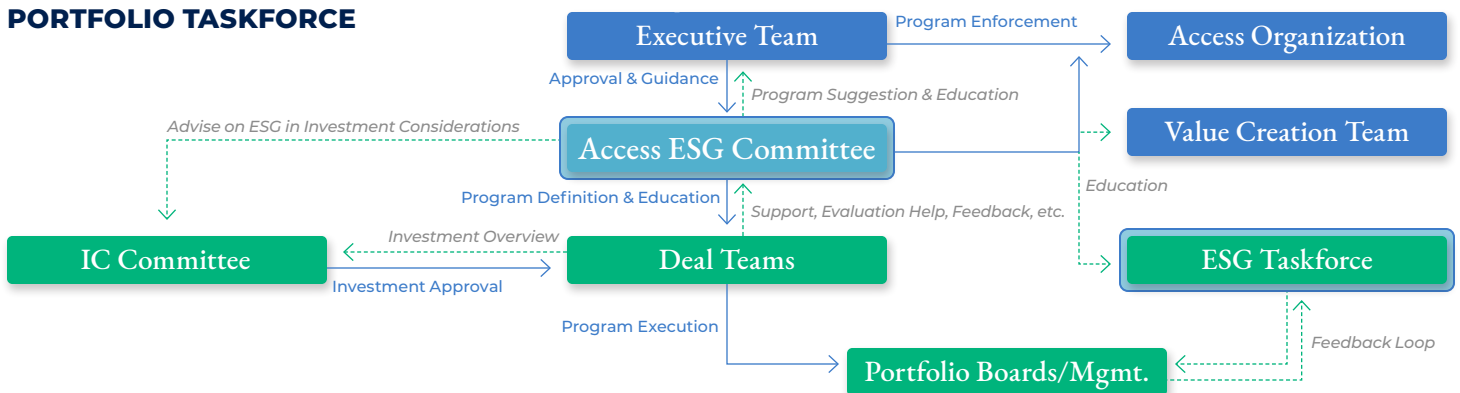 PORTFOLIO TASKFORCE
Executive Team
Program Enforcement
Access Organization
Approval & Guidance
Program Suggestion & Education
Advise on ESG in Investment Considerations
Access ESG Committee
Value Creation Team
Program Definition & Education
Support, Evaluation Help, Feedback, etc.
Education
Investment Overview
IC Committee
Deal Teams
ESG Taskforce
Investment Approval
Program Execution
Feedback Loop
Portfolio Boards/Mgmt.